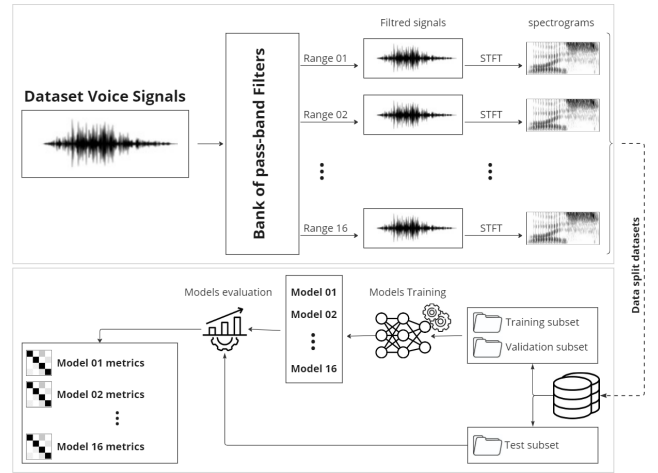 Filtred signals
spectrograms
Dataset Voice Signals
Bank of pass-band Filters
Range 01
STFT
Range 02
STFT
Range 16
STFT
Data split datasets
Models evaluation
Model 01
Model 02
Model 16
Models Training
Training subset
Validation subset
Test subset
Model 01 metrics
Model 02 metrics
Model 16 metrics